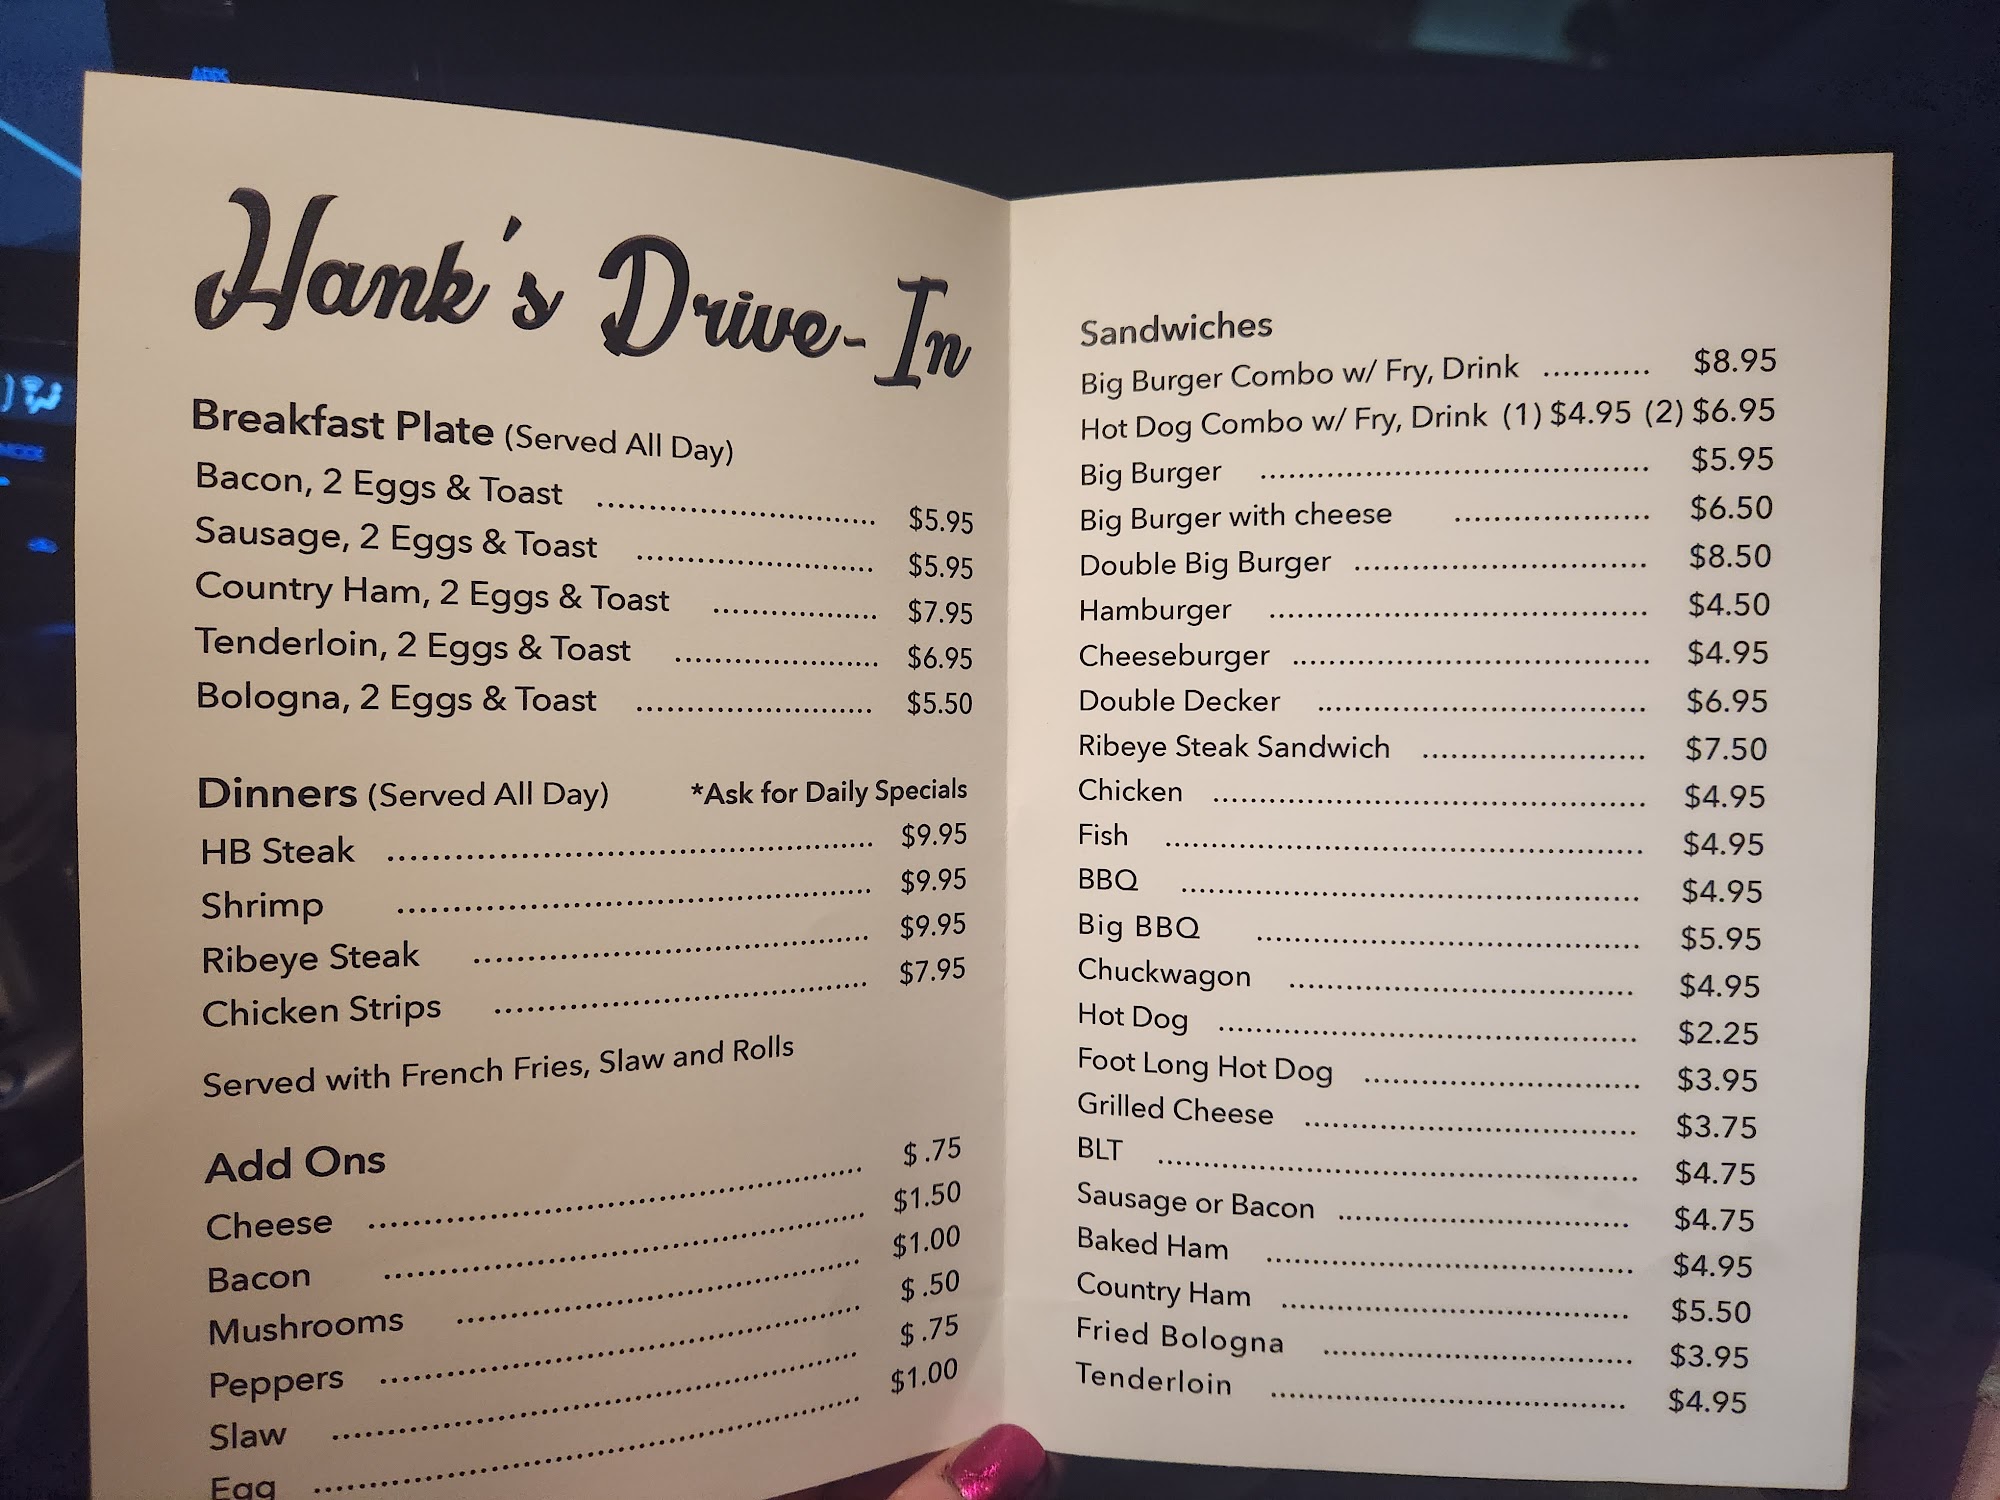 Hank's Drive-In
Breakfast Plate (Served All Day)
Bacon, 2 Eggs & Toast ............................... $5.95
Sausage, 2 Eggs & Toast .......................... $5.95
Country Ham, 2 Eggs & Toast .................. $7.95
Tenderloin, 2 Eggs & Toast ...................... $6.95
Bologna, 2 Eggs & Toast .......................... $5.50
Dinners (Served All Day) *Ask for Daily Specials
HB Steak ..................................................... $9.95
Shrimp .................................................... $9.95
Ribeye Steak ........................................... $9.95
Chicken Strips ......................................... $7.95
Served with French Fries, Slaw and Rolls
Add Ons
Cheese ...................................................... $ .75
Bacon ..................................................... $1.50
Mushrooms ............................................. $1.00
Peppers ..................................................... $ .50
Slaw .......................................................... $ .75
Egg ............................................................ $1.00
Sandwiches
Big Burger Combo w/ Fry, Drink ........... $8.95
Hot Dog Combo w/ Fry, Drink (1) $4.95 (2) $6.95
Big Burger ........................................ $5.95
Big Burger with cheese .................... $6.50
Double Big Burger ............................... $8.50
Hamburger ........................................ $4.50
Cheeseburger ...................................... $4.95
Double Decker .................................. $6.95
Ribeye Steak Sandwich ....................... $7.50
Chicken .............................................. $4.95
Fish .................................................... $4.95
BBQ .................................................. $4.95
Big BBQ .......................................... $5.95
Chuckwagon ..................................... $4.95
Hot Dog ............................................ $2.25
Foot Long Hot Dog ............................. $3.95
Grilled Cheese ................................... $3.75
BLT .................................................... $4.75
Sausage or Bacon ............................... $4.75
Baked Ham ....................................... $4.95
Country Ham ..................................... $5.50
Fried Bologna ................................. $3.95
Tenderloin ...................................... $4.95